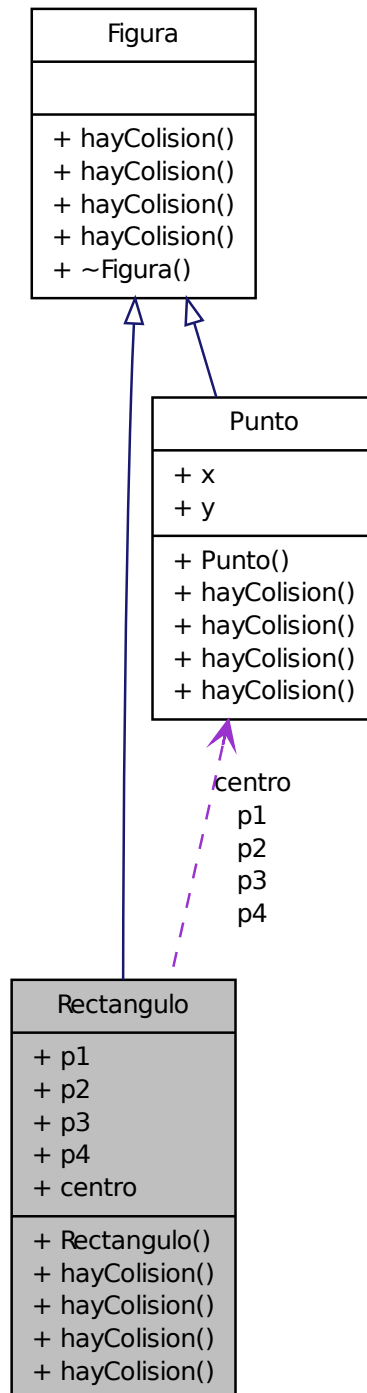 Figura
+ hayColision()
+ hayColision()
+ hayColision()
+ hayColision()
+ ~Figura()
Punto
+ x
+ y
+ Punto()
+ hayColision()
+ hayColision()
+ hayColision()
+ hayColision()
centro
p1
p2
p3
p4
Rectangulo
+ p1
+ p2
+ p3
+ p4
+ centro
+ Rectangulo()
+ hayColision()
+ hayColision()
+ hayColision()
+ hayColision()